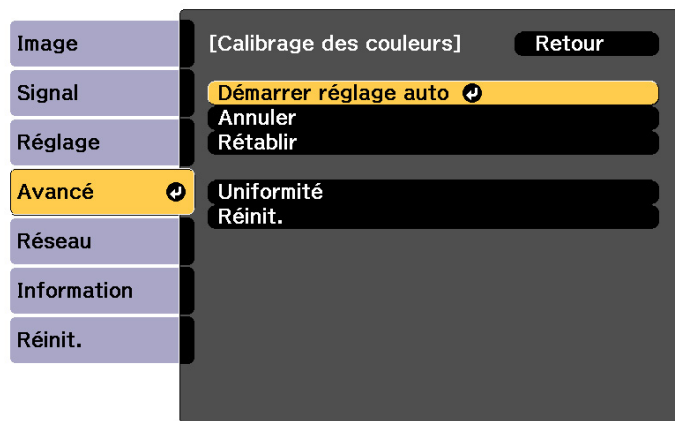 Image
Signal
Réglage
Avancé
Réseau
Information
Réinit.
[Calibrage des couleurs] Retour
Démarrer réglage auto
Annuler
Rétablir
Uniformité
Réinit.